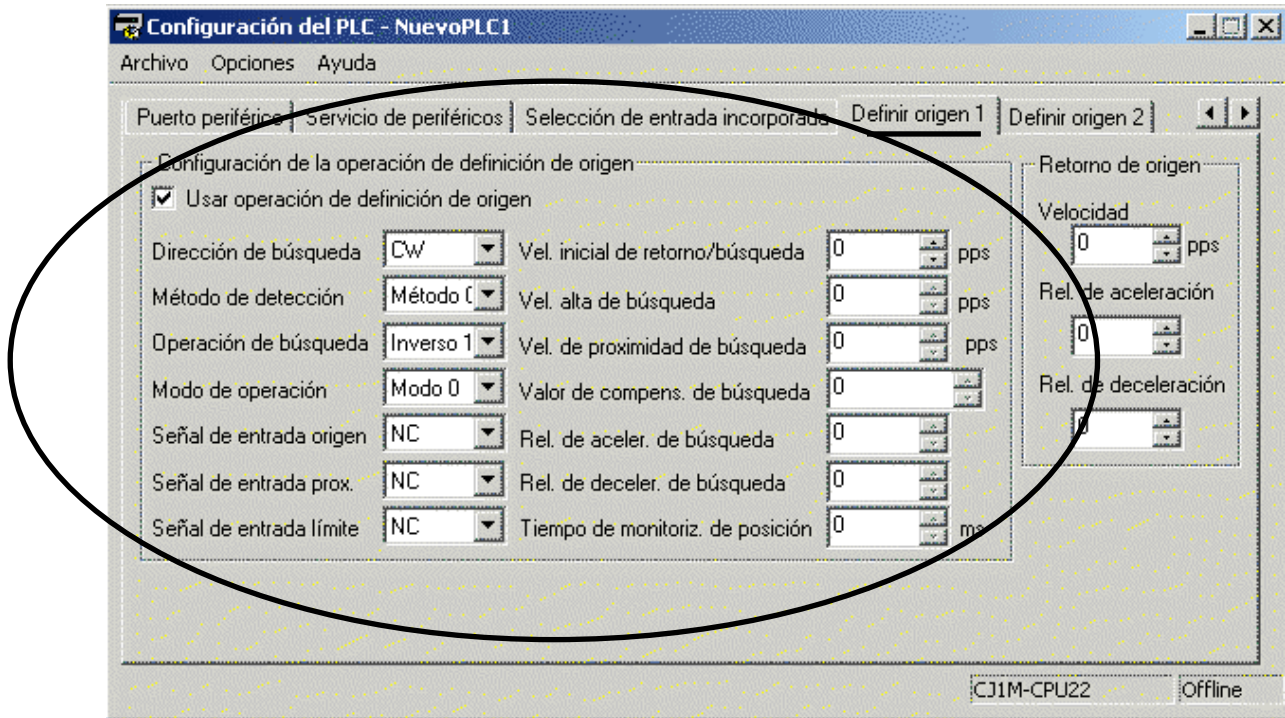 Configuración del PLC - NuevoPLC1
Archivo Opciones Ayuda
Puerto periférico Servicio de periféricos Selección de entrada incorporada Definir origen 1 Definir origen 2
Configuración de la operación de definición de origen
Usar operación de definición de origen
Dirección de búsqueda CW Vel. inicial de retorno/búsqueda 0 pps
Método de detección Método 0 Vel. alta de búsqueda 0 pps
Operación de búsqueda Inverso 1 Vel. de proximidad de búsqueda 0 pps
Modo de operación Modo 0 Valor de compens. de búsqueda 0
Señal de entrada origen NC Rel. de aceler. de búsqueda 0
Señal de entrada prox. NC Rel. de deceler. de búsqueda 0
Señal de entrada límite NC Tiempo de monitoriz. de posición 0 ms
Retorno de origen
Velocidad
0 pps
Rel. de aceleración
0
Rel. de deceleración
0
CJ1M-CPU22 Offline